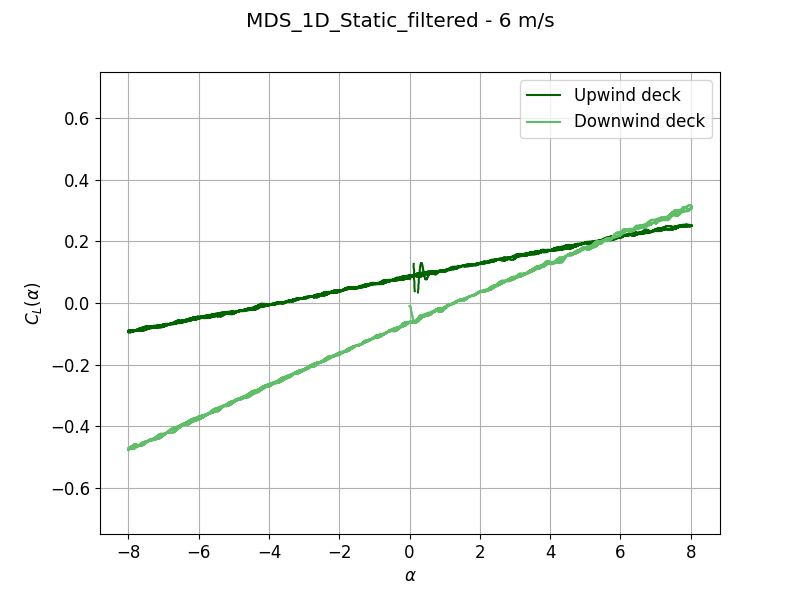 MDS_1D_Static_filtered - 6 m/s
Upwind deck
Downwind deck
0.6
0.4
0.2
0.0
−0.2
−0.4
−0.6
C_L(α)
−8 −6 −4 −2 0 2 4 6 8
α